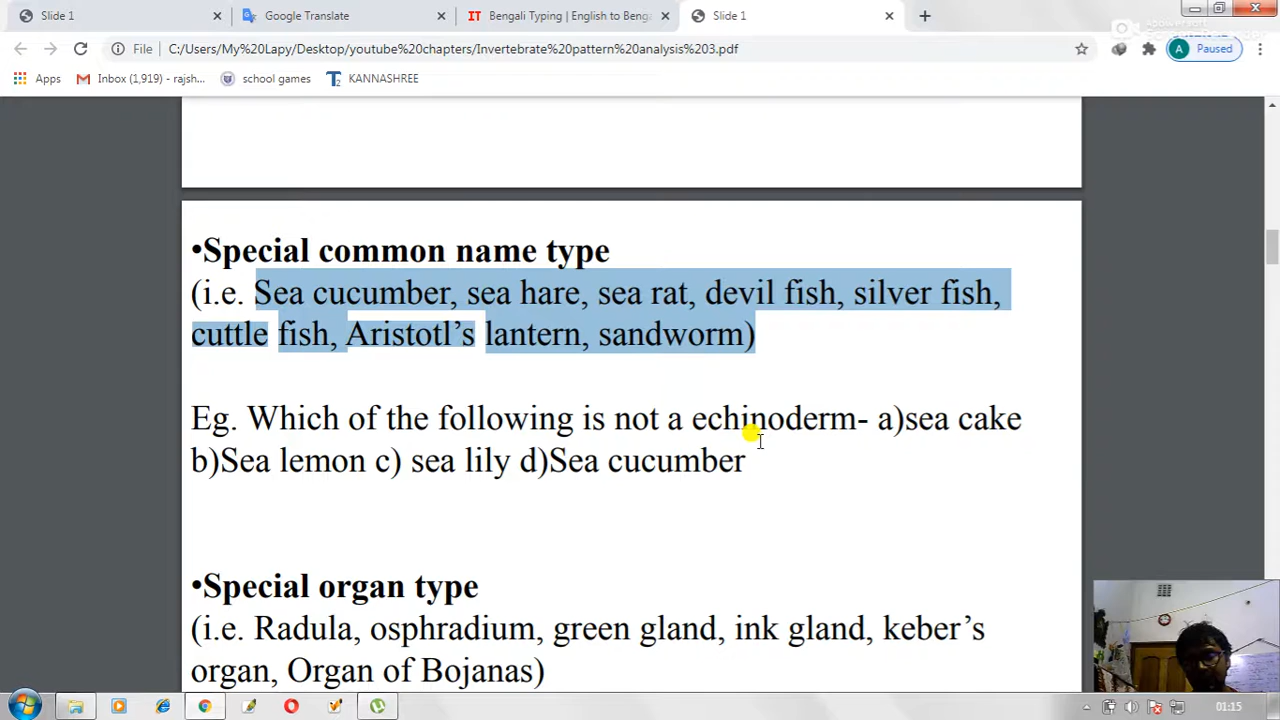 Slide 1
Google Translate
Bengali Typing | English to Beng
Slide 1
File
C:/Users/My%20Lapy/Desktop/youtube%20chapters/Invertebrate%20pattern%20analysis%203.pdf
A Paused
Apps
Inbox (1,919) - rajsh...
school games
KANNASHREE
•Special common name type
(i.e. Sea cucumber, sea hare, sea rat, devil fish, silver fish,
cuttle fish, Aristotl’s lantern, sandworm)
Eg. Which of the following is not a echinoderm- a)sea cake
b)Sea lemon c) sea lily d)Sea cucumber
•Special organ type
(i.e. Radula, osphradium, green gland, ink gland, keber’s
organ, Organ of Bojanas)
01:15